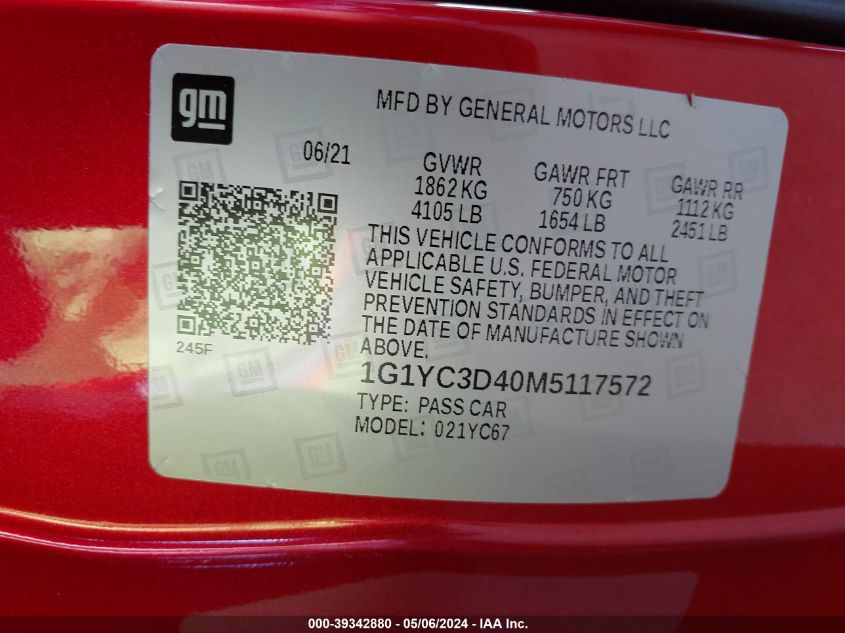 gm
MFD BY GENERAL MOTORS LLC
06/21
GVWR
1862 KG
4105 LB
GAWR FRT
750 KG
1654 LB
GAWR RR
1112 KG
2451 LB
THIS VEHICLE CONFORMS TO ALL
APPLICABLE U.S. FEDERAL MOTOR
VEHICLE SAFETY, BUMPER, AND THEFT
PREVENTION STANDARDS IN EFFECT ON
THE DATE OF MANUFACTURE SHOWN
ABOVE.
245F
1G1YC3D40M5117572
TYPE: PASS CAR
MODEL: 021YC67
000-39342880 - 05/06/2024 - IAAI.com